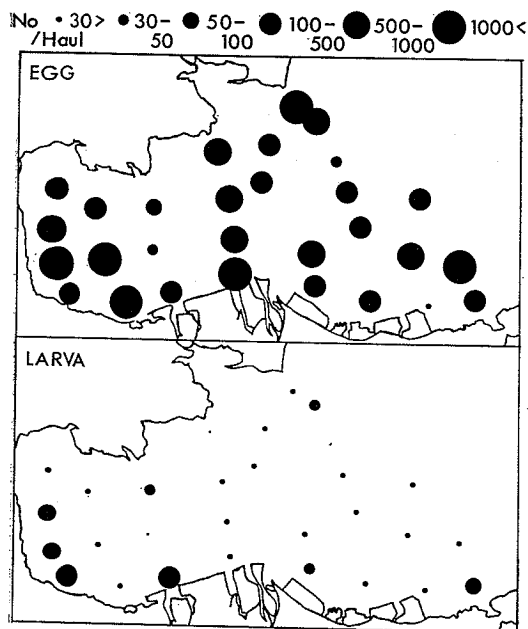 No • 30> ● 30– ● 50– ● 100– ● 500– ● 1000<
/Haul 50 100 500 1000
EGG
LARVA